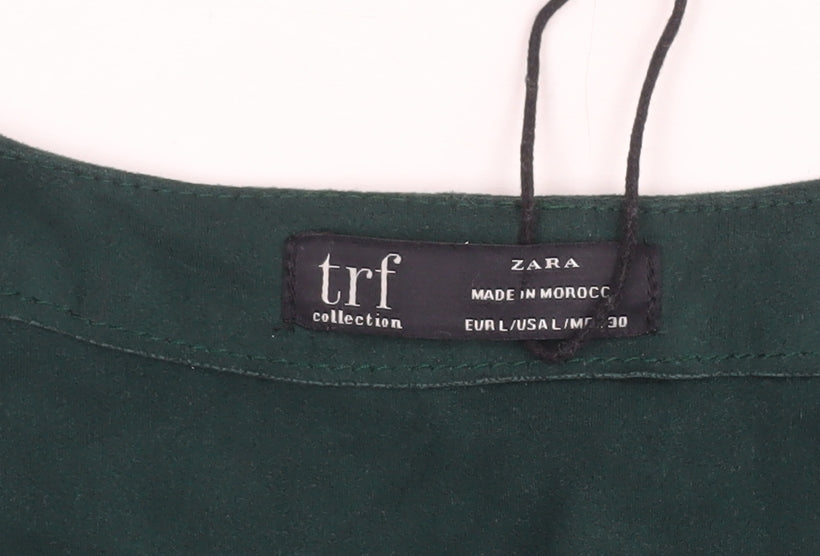 trf
collection
ZARA
MADE IN MOROCC
EUR L/USA L/M 30